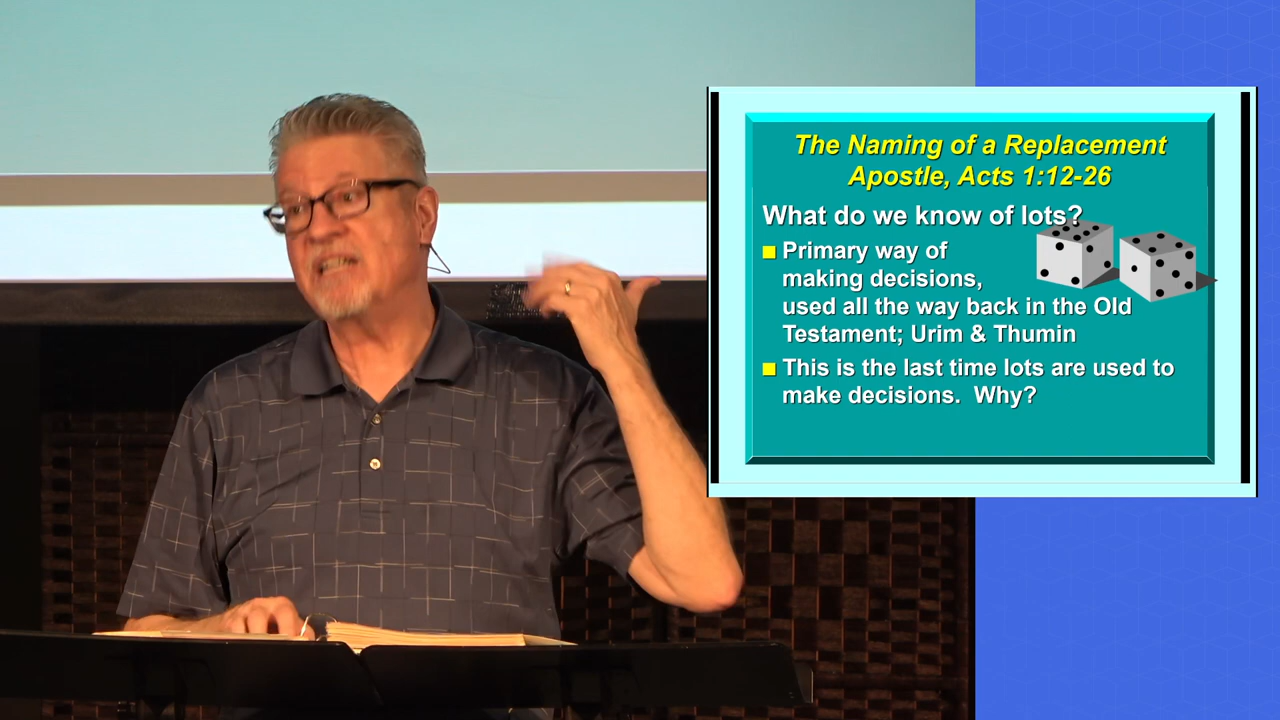 The Naming of a Replacement
Apostle, Acts 1:12-26
What do we know of lots?
Primary way of
making decisions,
used all the way back in the Old
Testament; Urim & Thumin
This is the last time lots are used to
make decisions.  Why?